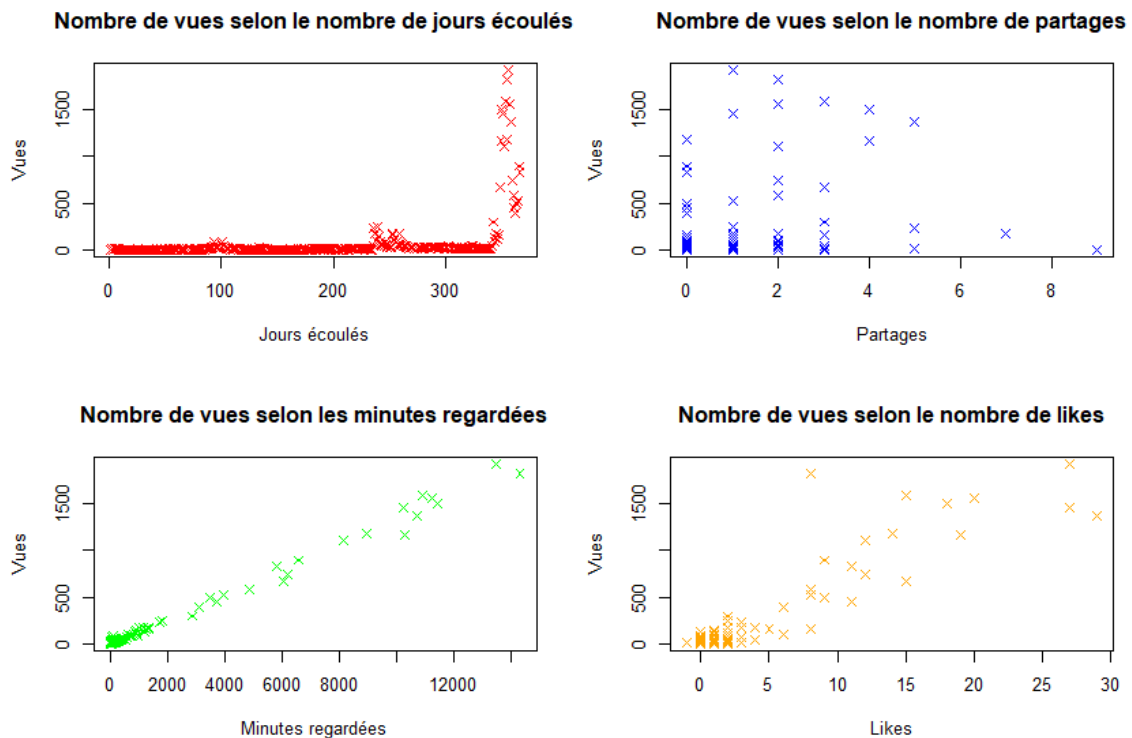 Nombre de vues selon le nombre de jours écoulés
Vues
1500
500
0
0 100 200 300
Jours écoulés
Nombre de vues selon le nombre de partages
Vues
1500
500
0
0 2 4 6 8
Partages
Nombre de vues selon les minutes regardées
Vues
1500
500
0
0 2000 4000 6000 8000 12000
Minutes regardées
Nombre de vues selon le nombre de likes
Vues
1500
500
0
0 5 10 15 20 25 30
Likes